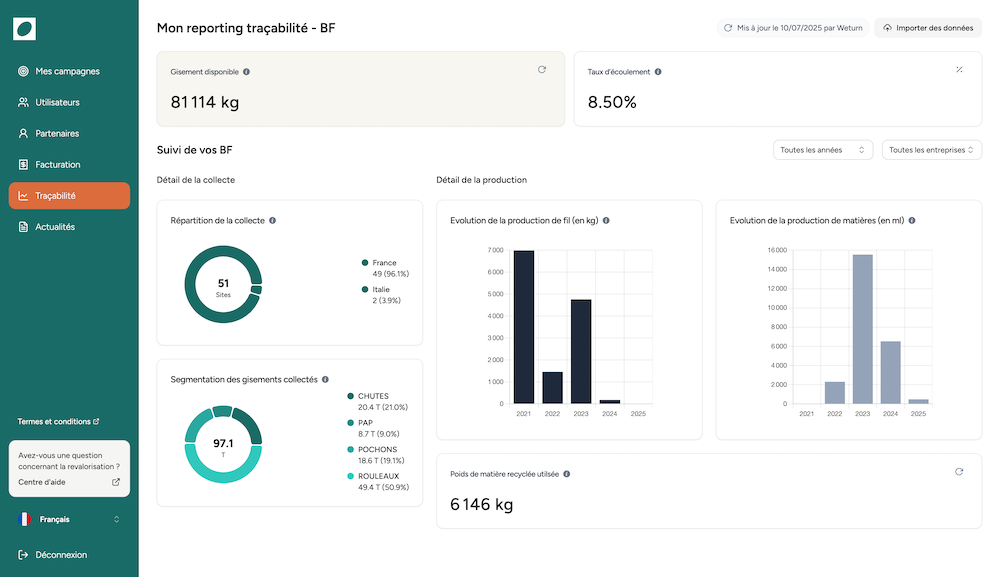 Mes campagnes
Utilisateurs
Partenaires
Facturation
Traçabilité
Actualités
Termes et conditions
Avez-vous une question
concernant la revalorisation ?
Centre d'aide
Français
Déconnexion
Mon reporting traçabilité - BF
Mis à jour le 10/07/2025 par Weturn
Importer des données
Gisement disponible
81 114 kg
Taux d'écoulement
8.50%
Suivi de vos BF
Toutes les années
Toutes les entreprises
Détail de la collecte
Répartition de la collecte
51
Sites
France
49 (96.1%)
Italie
2 (3.9%)
Segmentation des gisements collectés
97.1
T
CHUTES
20.4 T (21.0%)
PAP
8.7 T (9.0%)
POCHONS
18.6 T (19.1%)
ROULEAUX
49.4 T (50.9%)
Détail de la production
Evolution de la production de fil (en kg)
7 000
6 000
5 000
4 000
3 000
2 000
1 000
0
2021 2022 2023 2024 2025
Evolution de la production de matières (en ml)
16 000
14 000
12 000
10 000
8 000
6 000
4 000
2 000
0
2021 2022 2023 2024 2025
Poids de matière recyclée utilsée
6 146 kg